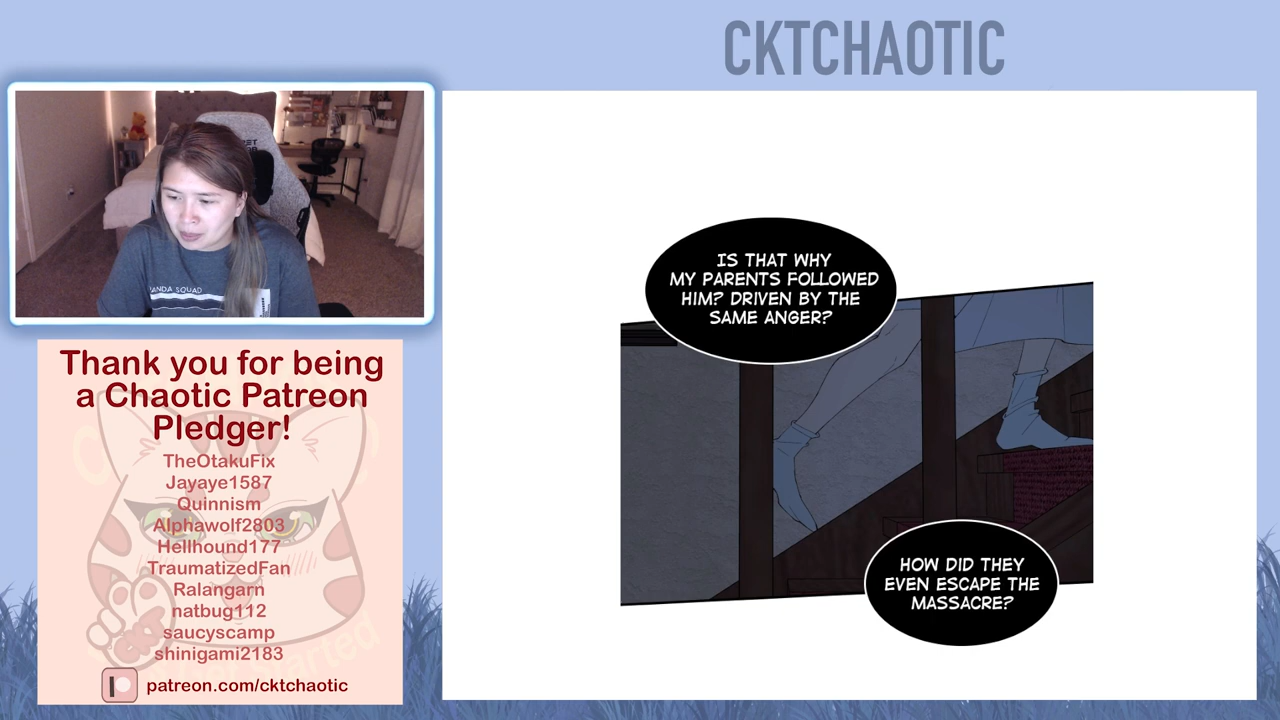 CKTCHAOTIC
ANDA SQUAD
Thank you for being
a Chaotic Patreon
Pledger!
TheOtakuFix
Jayaye1587
Quinnism
Alphawolf2803
Hellhound177
TraumatizedFan
Ralangarn
natbug112
saucyscamp
shinigami2183
patreon.com/cktchaotic
IS THAT WHY
MY PARENTS FOLLOWED
HIM? DRIVEN BY THE
SAME ANGER?
HOW DID THEY
EVEN ESCAPE THE
MASSACRE?